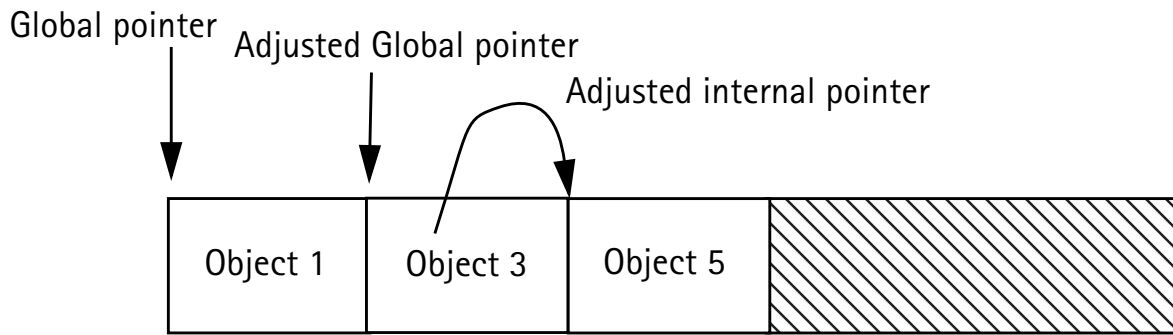 Global pointer
Adjusted Global pointer
Adjusted internal pointer
Object 1
Object 3
Object 5